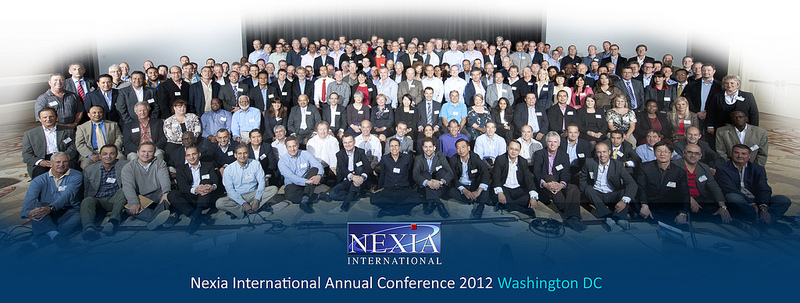 NEXIA
INTERNATIONAL
Nexia International Annual Conference 2012 Washington DC